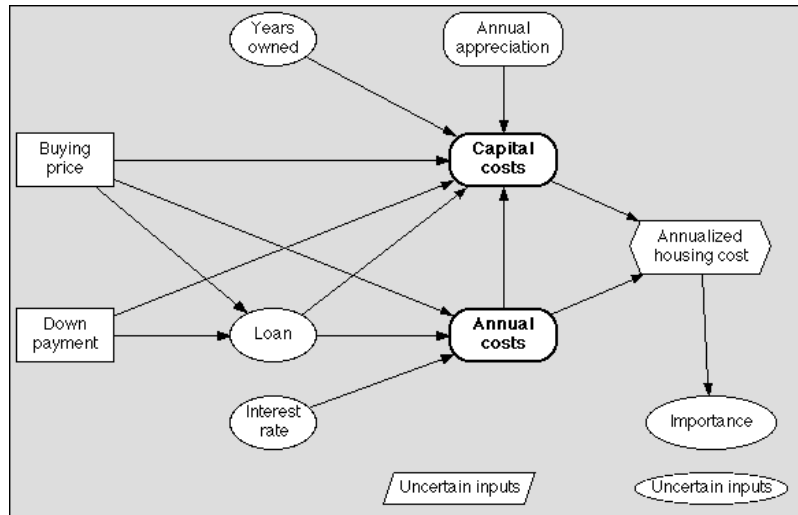 Years
owned
Annual
appreciation
Buying
price
Capital
costs
Annualized
housing cost
Down
payment
Loan
Annual
costs
Interest
rate
Importance
Uncertain inputs
Uncertain inputs